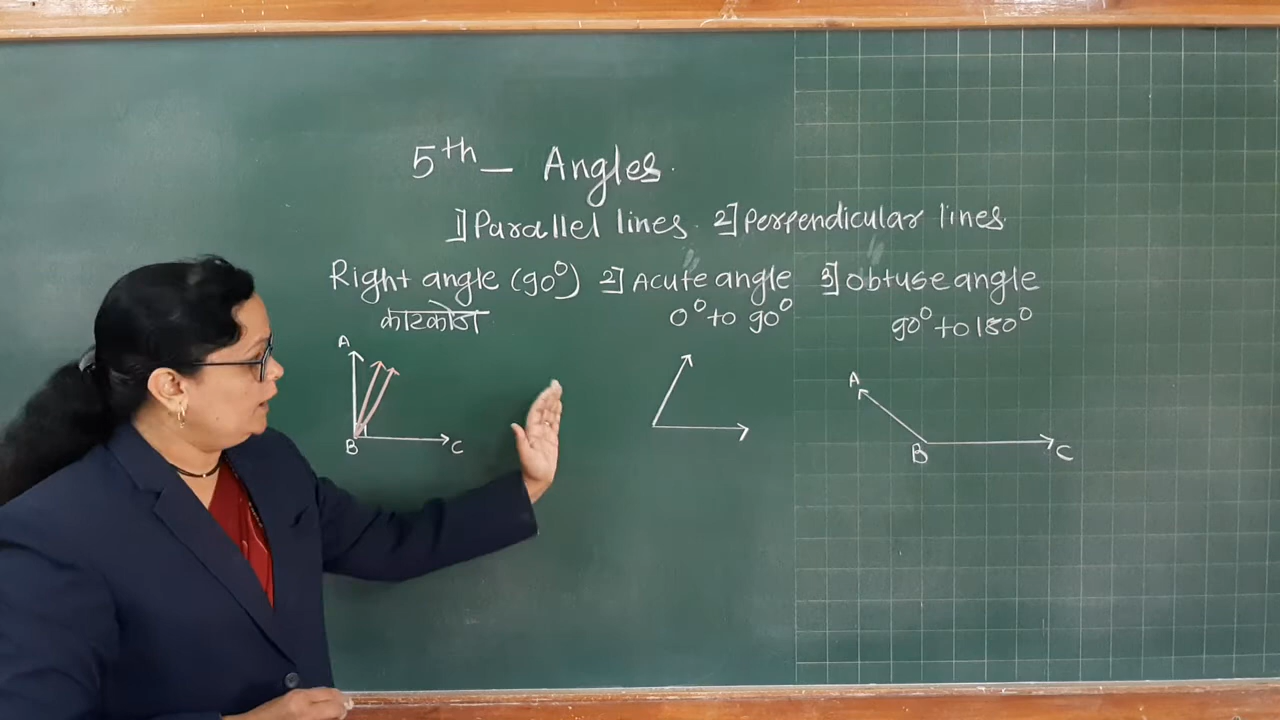 5th – Angles.
1] Parallel lines. 2] Perpendicular lines.
Right angle (90°) 2] Acute angle 3] Obtuse angle
काटकोन 0° to 90° 90° to 180°
A A
B C B C